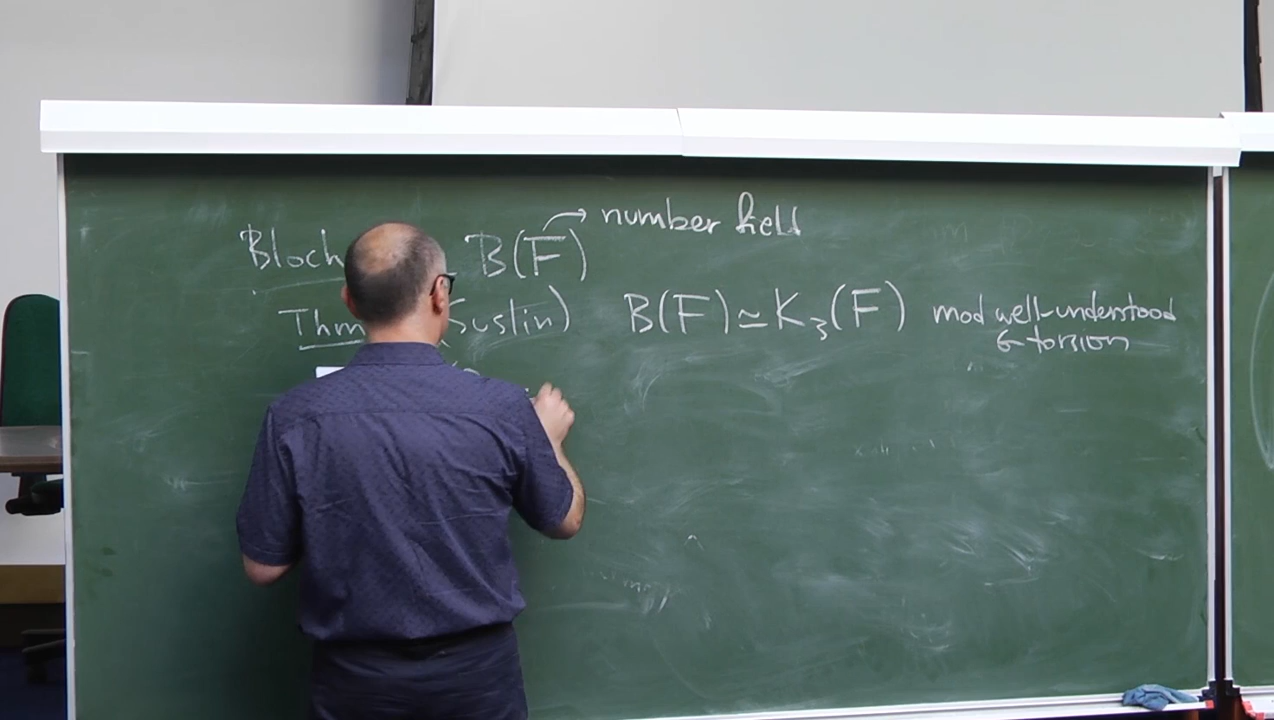 Bloch B(F) → number field
Thm Suslin) B(F) ≃ K₃(F) mod well-understood
6-torsion